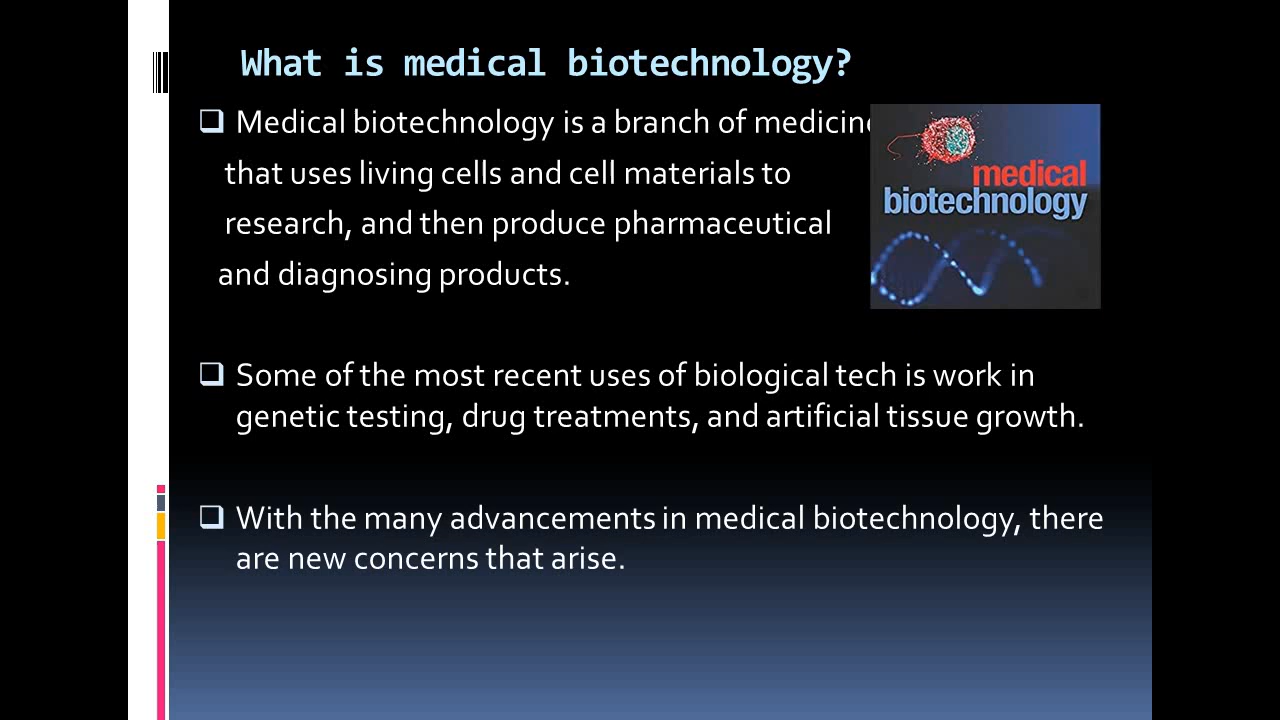 What is medical biotechnology?
Medical biotechnology is a branch of medicine
that uses living cells and cell materials to
research, and then produce pharmaceutical
and diagnosing products.
medical
biotechnology
Some of the most recent uses of biological tech is work in
genetic testing, drug treatments, and artificial tissue growth.
With the many advancements in medical biotechnology, there
are new concerns that arise.